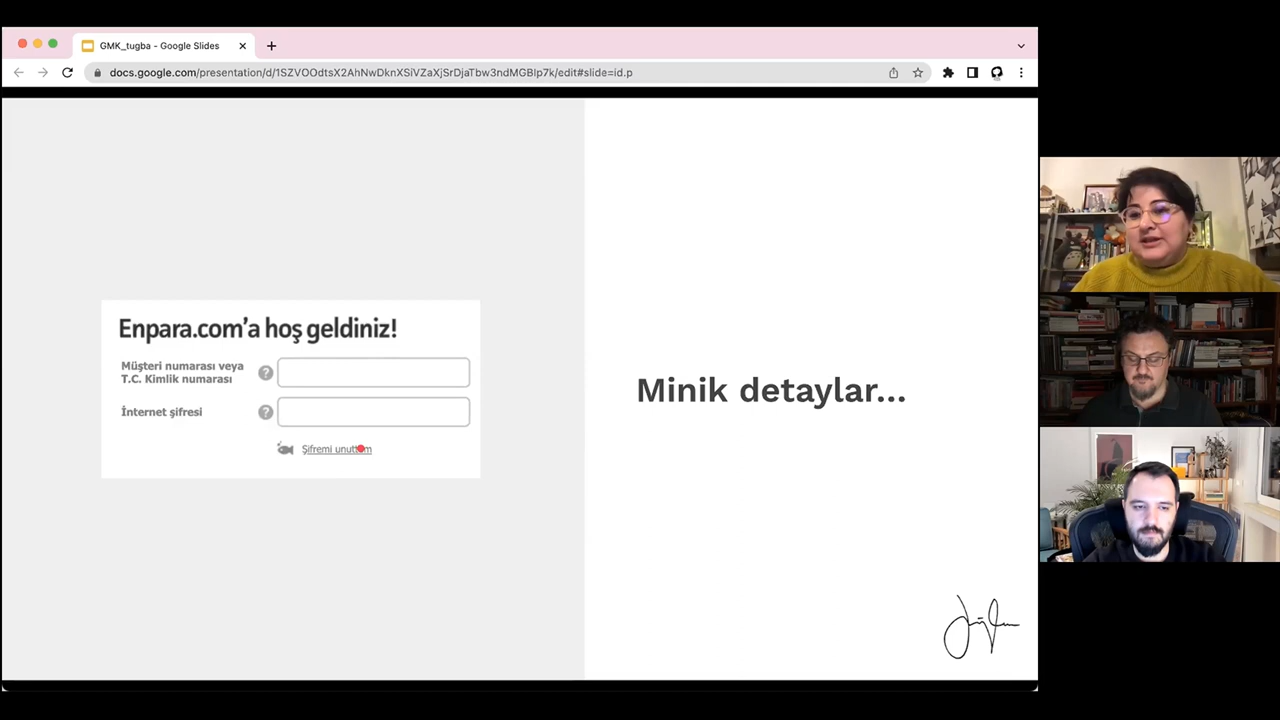 GMK_tugba - Google Slides
docs.google.com/presentation/d/1SZVOOdtsX2AhNwDknXSiVZaXjSrDjaTbw3ndMGBIp7k/edit#slide=id.p
Enpara.com’a hoş geldiniz!
Müşteri numarası veya
T.C. Kimlik numarası
İnternet şifresi
Şifremi unuttum
Minik detaylar...